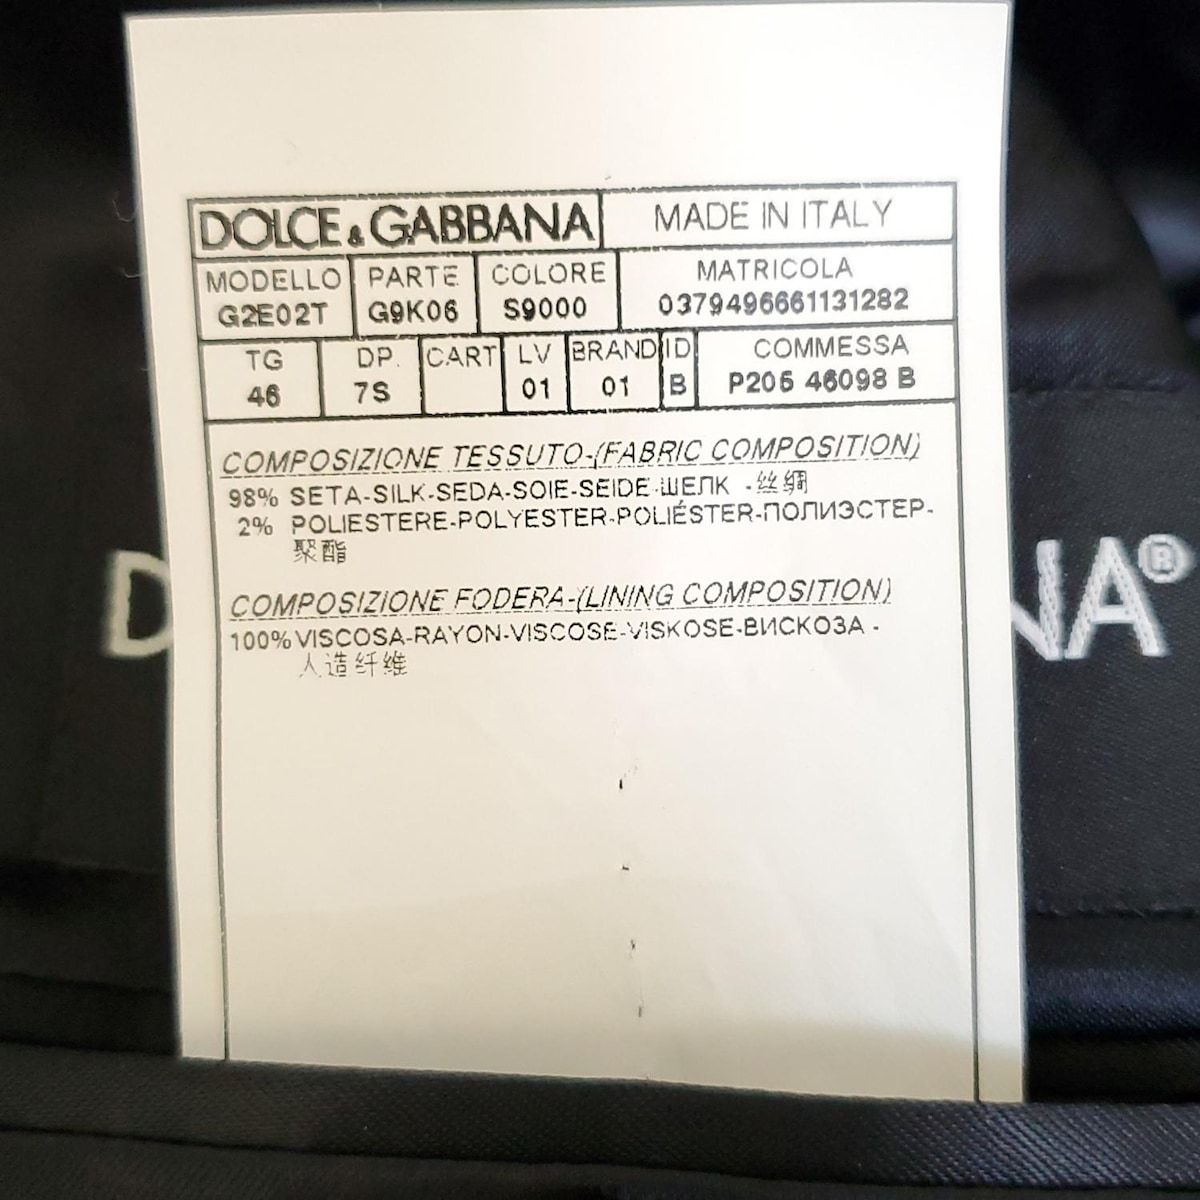 DOLCE & GABBANA MADE IN ITALY
MODELLO PARTE COLORE MATRICOLA
G2E02T G9K06 S9000 0379496661131282
TG DP. CART LV BRAND ID COMMESSA
46 7S 01 01 B P205 46098 B
COMPOSIZIONE TESSUTO-(FABRIC COMPOSITION)
98% SETA-SILK-SEDA-SOIE-SEIDE-ШЕЛК -丝绸
2% POLIESTERE-POLYESTER-POLIÉSTER-ПОЛИЭСТЕР-
聚酯
COMPOSIZIONE FODERA-(LINING COMPOSITION)
100% VISCOSA-RAYON-VISCOSE-VISKOSE-ВИСКОЗА -
人造纤维
D NA®